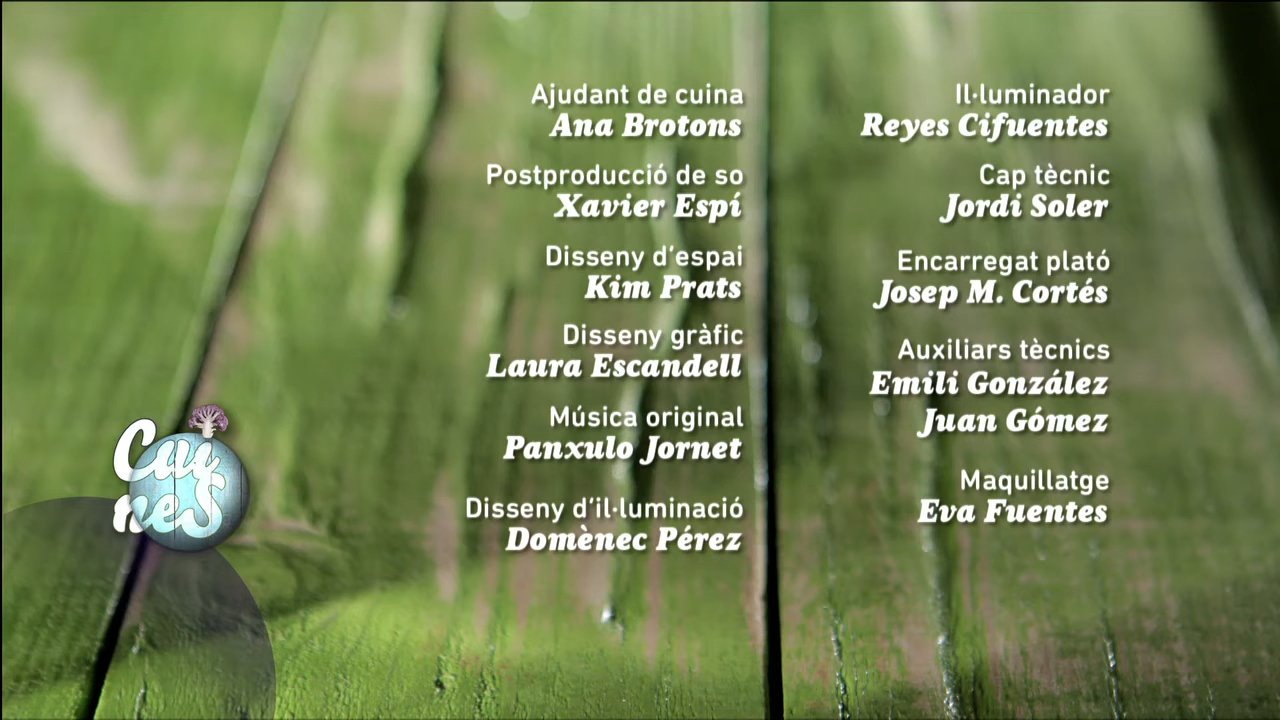 Ajudant de cuina
Ana Brotons
Postproducció de so
Xavier Espí
Disseny d'espai
Kim Prats
Disseny gràfic
Laura Escandell
Música original
Panxulo Jornet
Disseny d'il·luminació
Domènec Pérez
Il·luminador
Reyes Cifuentes
Cap tècnic
Jordi Soler
Encarregat plató
Josep M. Cortés
Auxiliars tècnics
Emili González
Juan Gómez
Maquillatge
Eva Fuentes
Cui
nes